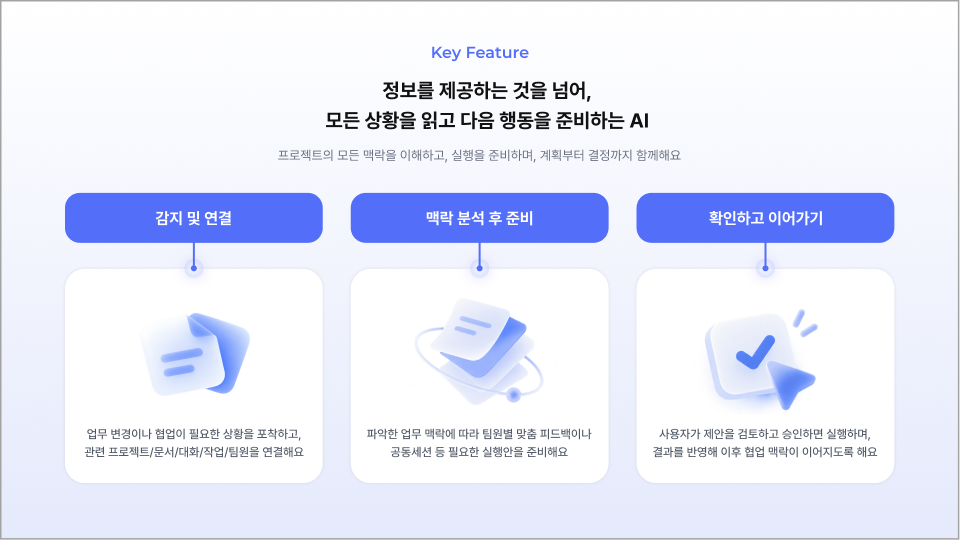 Key Feature
정보를 제공하는 것을 넘어,
모든 상황을 읽고 다음 행동을 준비하는 AI
프로젝트의 모든 맥락을 이해하고, 실행을 준비하며, 계획부터 결정까지 함께해요
감지 및 연결
맥락 분석 후 준비
확인하고 이어가기
업무 변경이나 협업이 필요한 상황을 포착하고,
관련 프로젝트/문서/대화/작업/팀원을 연결해요
파악한 업무 맥락에 따라 팀원별 맞춤 피드백이나
공동세션 등 필요한 실행안을 준비해요
사용자가 제안을 검토하고 승인하면 실행하며,
결과를 반영해 이후 협업 맥락이 이어지도록 해요